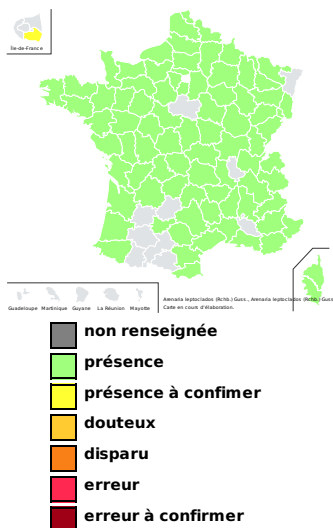 Île-de-France
Guadeloupe Martinique Guyane La Réunion Mayotte
Arenaria leptoclados (Rchb.) Guss., Arenaria leptoclados (Rchb.) Guss
Carte en cours d'élaboration.
non renseignée
présence
présence à confimer
douteux
disparu
erreur
erreur à confirmer